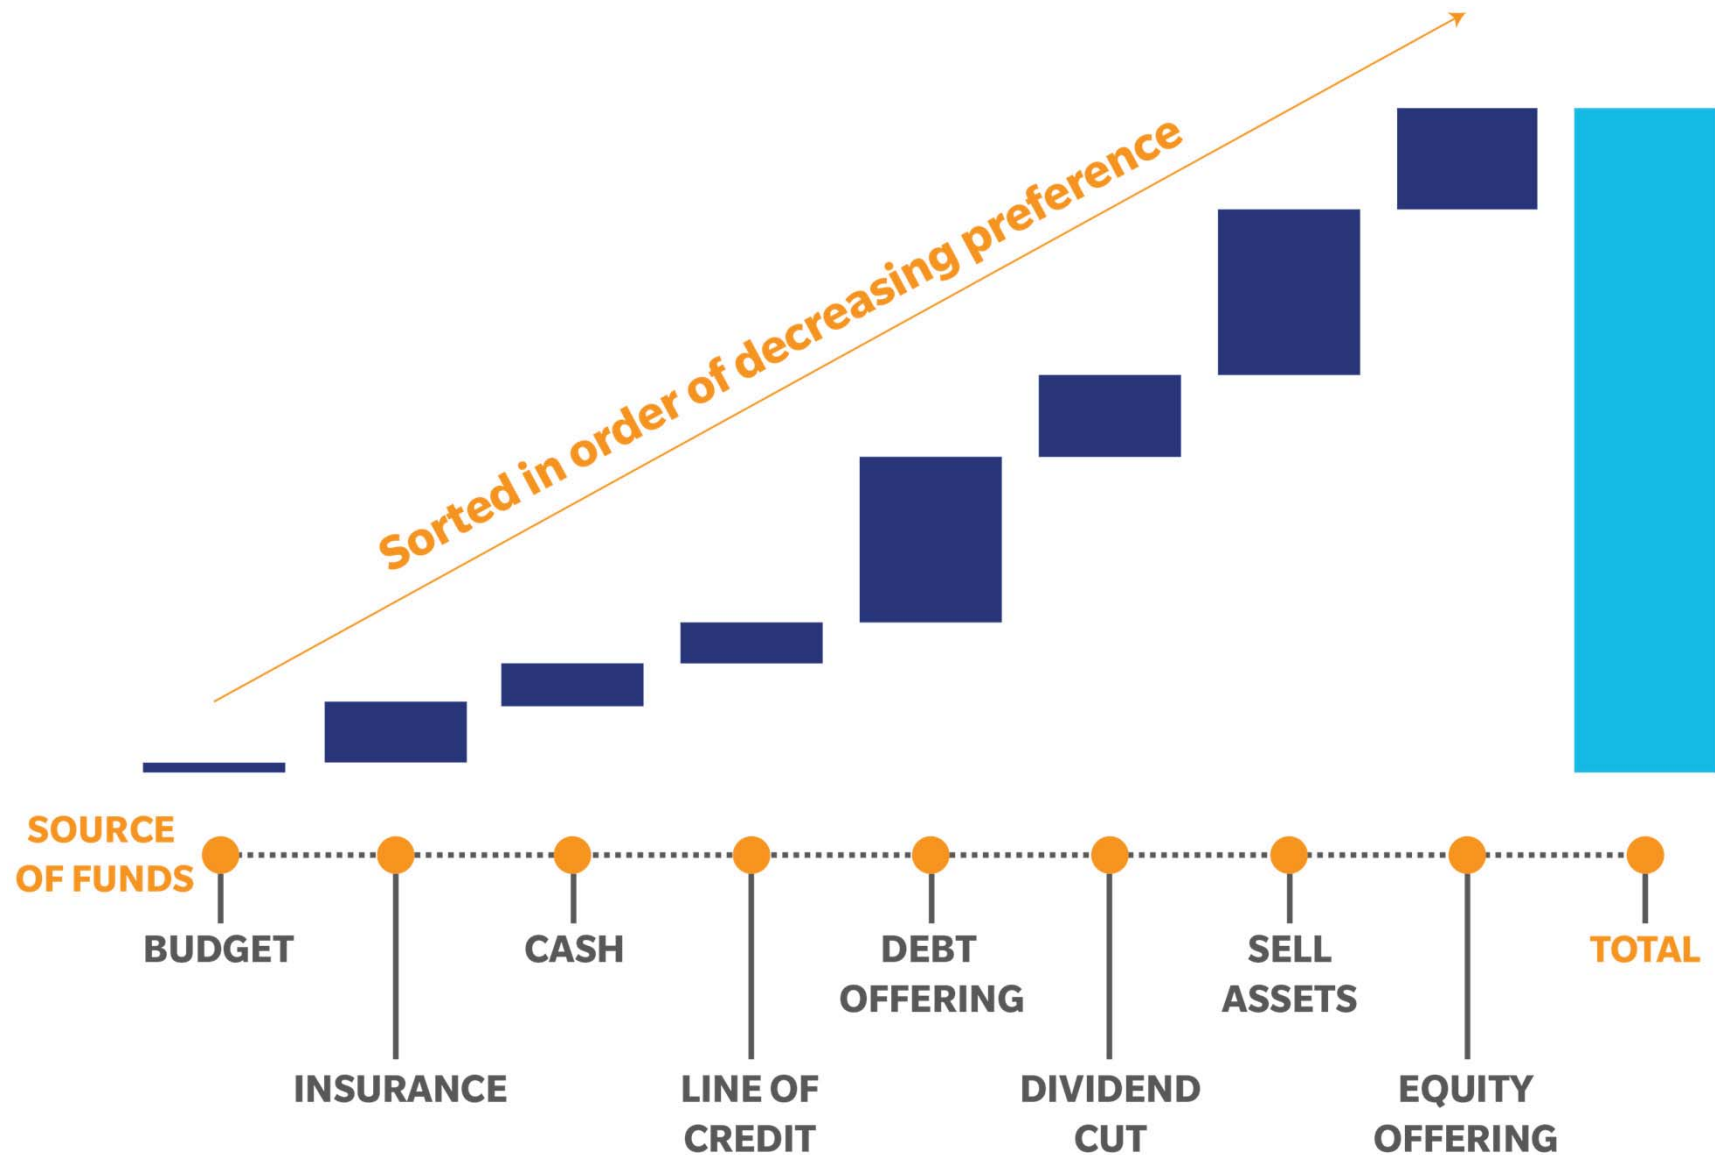 Sorted in order of decreasing preference
SOURCE
OF FUNDS
BUDGET
INSURANCE
CASH
LINE OF
CREDIT
DEBT
OFFERING
DIVIDEND
CUT
SELL
ASSETS
EQUITY
OFFERING
TOTAL